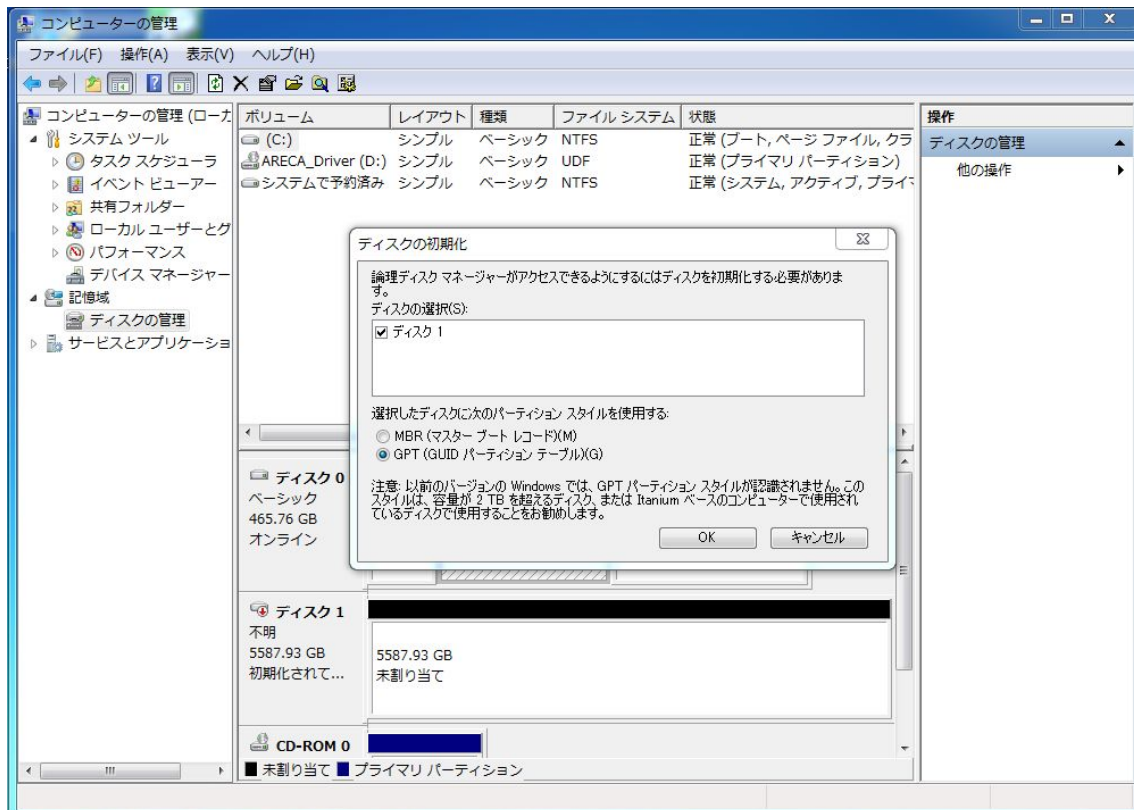 コンピューターの管理
ファイル(F) 操作(A) 表示(V) ヘルプ(H)
コンピューターの管理 (ローカ
システム ツール
タスク スケジューラ
イベント ビューアー
共有フォルダー
ローカル ユーザーとグ
パフォーマンス
デバイス マネージャー
記憶域
ディスクの管理
サービスとアプリケーショ
ボリューム レイアウト 種類 ファイル システム 状態
(C:) シンプル ベーシック NTFS 正常 (ブート, ページ ファイル, クラ
ARECA_Driver (D:) シンプル ベーシック UDF 正常 (プライマリ パーティション)
システムで予約済み シンプル ベーシック NTFS 正常 (システム, アクティブ, プライマ
ディスクの初期化
論理ディスク マネージャーがアクセスできるようにするにはディスクを初期化する必要がありま
す。
ディスクの選択(S):
ディスク 1
選択したディスクに次のパーティション スタイルを使用する:
MBR (マスター ブート レコード)(M)
GPT (GUID パーティション テーブル)(G)
注意: 以前のバージョンの Windows では、GPT パーティション スタイルが認識されません。この
スタイルは、容量が 2 TB を超えるディスク、または Itanium ベースのコンピューターで使用され
ているディスクで使用することをお勧めします。
OK キャンセル
ディスク 0
ベーシック
465.76 GB
オンライン
ディスク 1
不明
5587.93 GB
初期化されて...
5587.93 GB
未割り当て
CD-ROM 0
未割り当て プライマリ パーティション
操作
ディスクの管理
他の操作